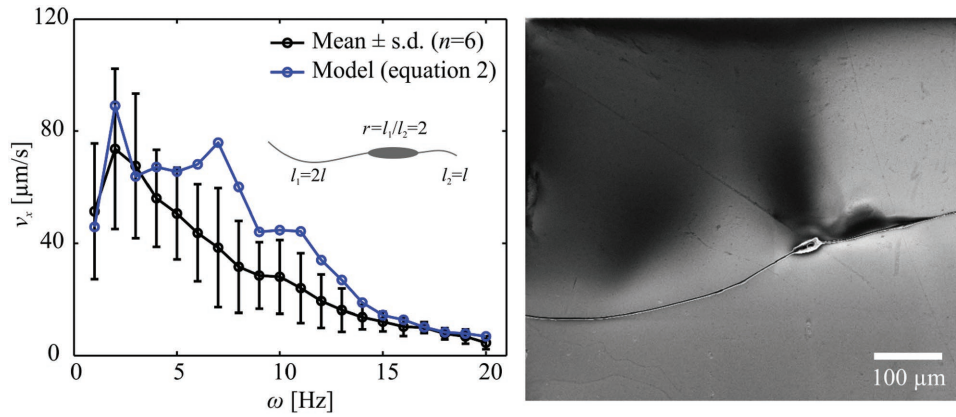 120
80
40
0
vₓ [µm/s]
Mean ± s.d. (n=6)
Model (equation 2)
r=l₁/l₂=2
l₁=2l
l₂=l
0 5 10 15 20
ω [Hz]
100 µm